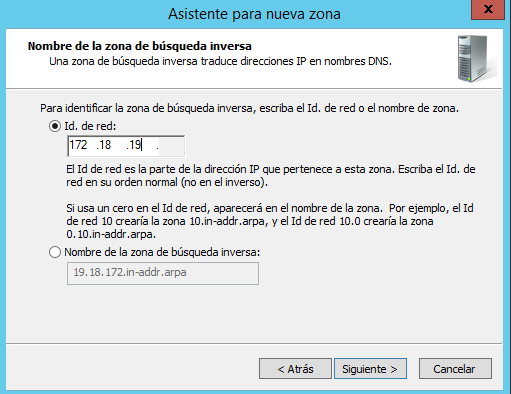 Asistente para nueva zona
x
Nombre de la zona de búsqueda inversa
Una zona de búsqueda inversa traduce direcciones IP en nombres DNS.
Para identificar la zona de búsqueda inversa, escriba el Id. de red o el nombre de zona.
Id. de red:
172 .18 .19 .
El Id de red es la parte de la dirección IP que pertenece a esta zona. Escriba el Id. de
red en su orden normal (no en el inverso).
Si usa un cero en el Id de red, aparecerá en el nombre de la zona. Por ejemplo, el Id
de red 10 crearía la zona 10.in-addr.arpa, y el Id de red 10.0 crearía la zona
0.10.in-addr.arpa.
Nombre de la zona de búsqueda inversa:
19.18.172.in-addr.arpa
< Atrás Siguiente > Cancelar